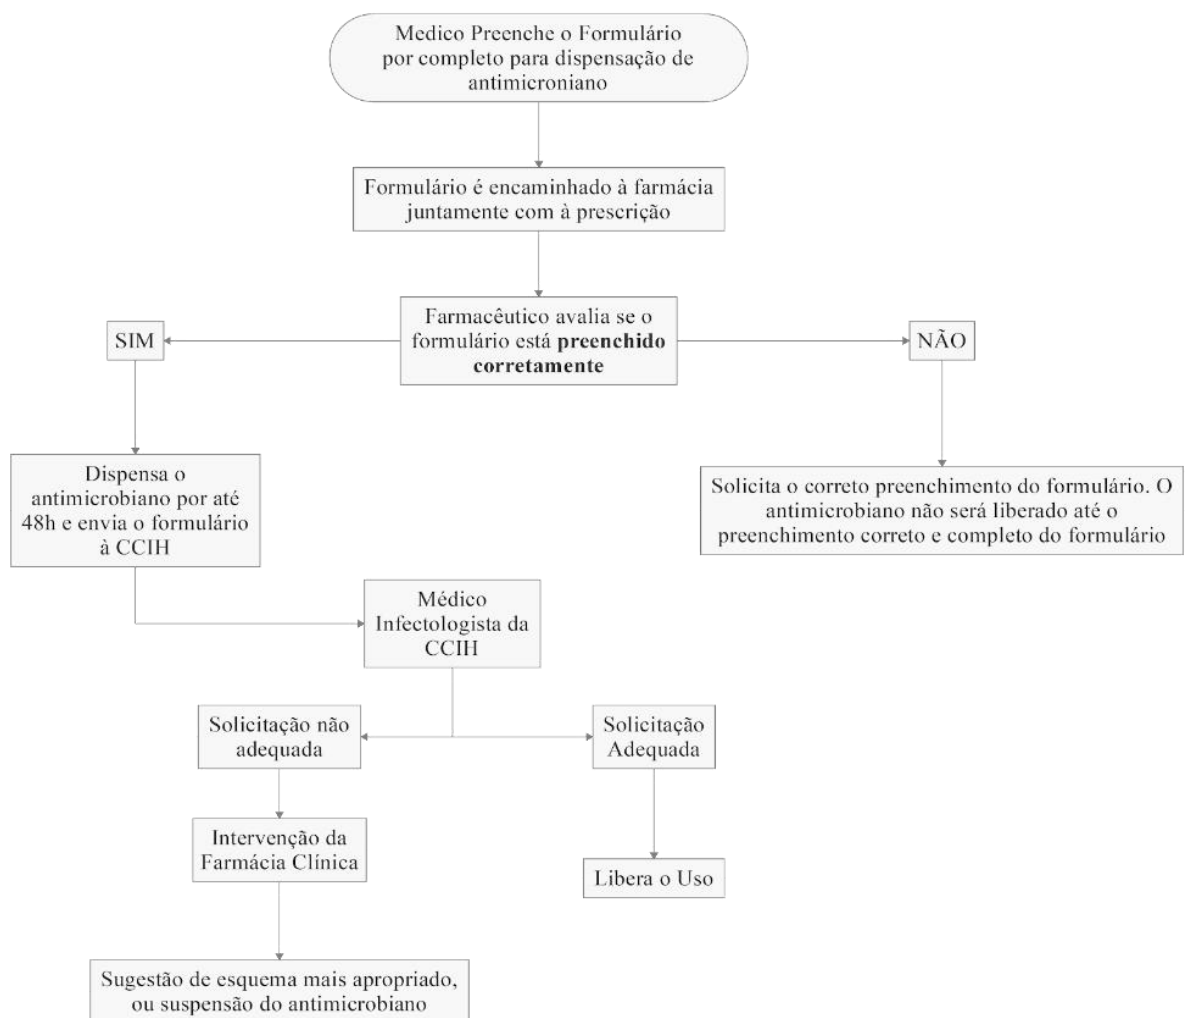 Medico Preenche o Formulário
por completo para dispensação de
antimicroniano
Formulário é encaminhado à farmácia
juntamente com à prescrição
Farmacêutico avalia se o
formulário está preenchido
corretamente
SIM
NÃO
Dispensa o
antimicrobiano por até
48h e envia o formulário
à CCIH
Solicita o correto preenchimento do formulário. O
antimicrobiano não será liberado até o
preenchimento correto e completo do formulário
Médico
Infectologista da
CCIH
Solicitação não
adequada
Solicitação
Adequada
Intervenção da
Farmácia Clínica
Libera o Uso
Sugestão de esquema mais apropriado,
ou suspensão do antimicrobiano